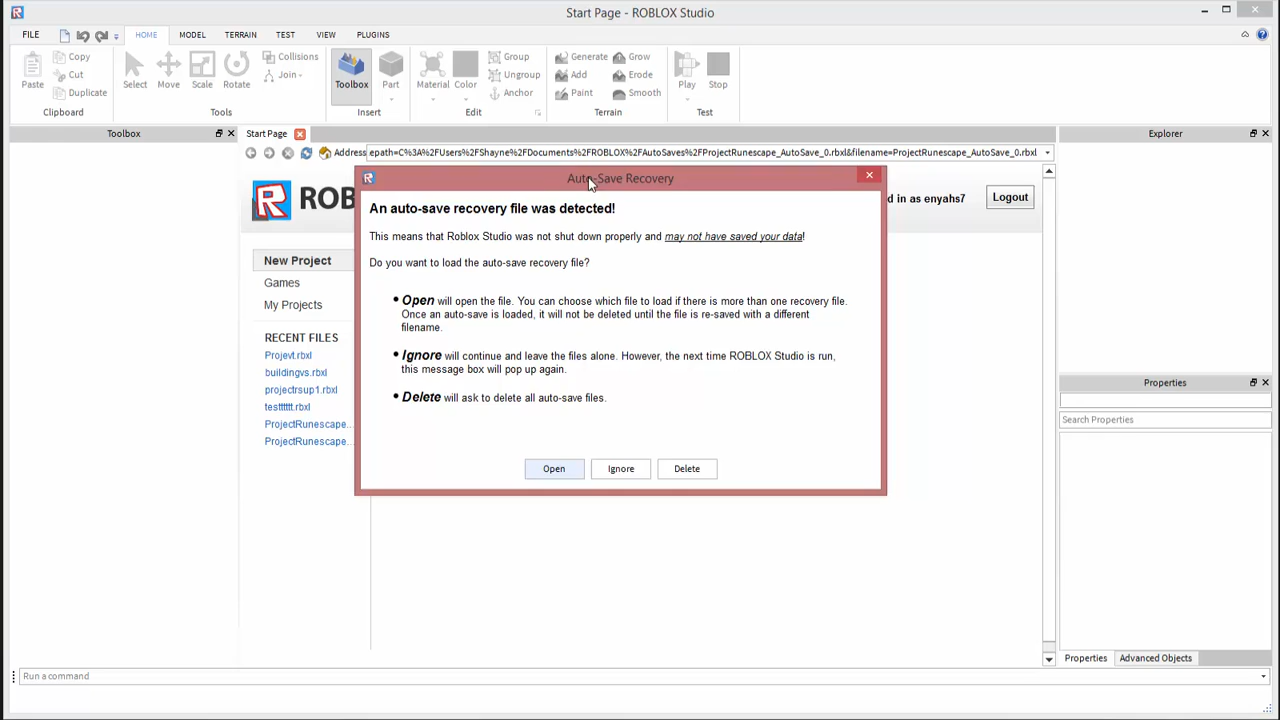 Start Page - ROBLOX Studio
FILE HOME MODEL TERRAIN TEST VIEW PLUGINS
Copy
Cut
Duplicate
Paste
Select Move Scale Rotate
Collisions
Join
Toolbox Part
Material Color
Group
Ungroup
Anchor
Generate
Add
Paint
Grow
Erode
Smooth
Play Stop
Clipboard Tools Insert Edit Terrain Test
Toolbox
Start Page
Explorer
Address epath=C%3A%2FUsers%2FShayne%2FDocuments%2FROBLOX%2FAutoSaves%2FProjectRunescape_AutoSave_0.rbxl&filename=ProjectRunescape_AutoSave_0.rbxl
ROB
d in as enyahs7
Logout
New Project
Games
My Projects
RECENT FILES
Projevt.rbxl
buildingvs.rbxl
projectrsup1.rbxl
testttttt.rbxl
ProjectRunescape..
ProjectRunescape..
Auto-Save Recovery
An auto-save recovery file was detected!
This means that Roblox Studio was not shut down properly and may not have saved your data!
Do you want to load the auto-save recovery file?
• Open will open the file. You can choose which file to load if there is more than one recovery file.
Once an auto-save is loaded, it will not be deleted until the file is re-saved with a different
filename.
• Ignore will continue and leave the files alone. However, the next time ROBLOX Studio is run,
this message box will pop up again.
• Delete will ask to delete all auto-save files.
Open Ignore Delete
Properties
Search Properties
Properties Advanced Objects
Run a command